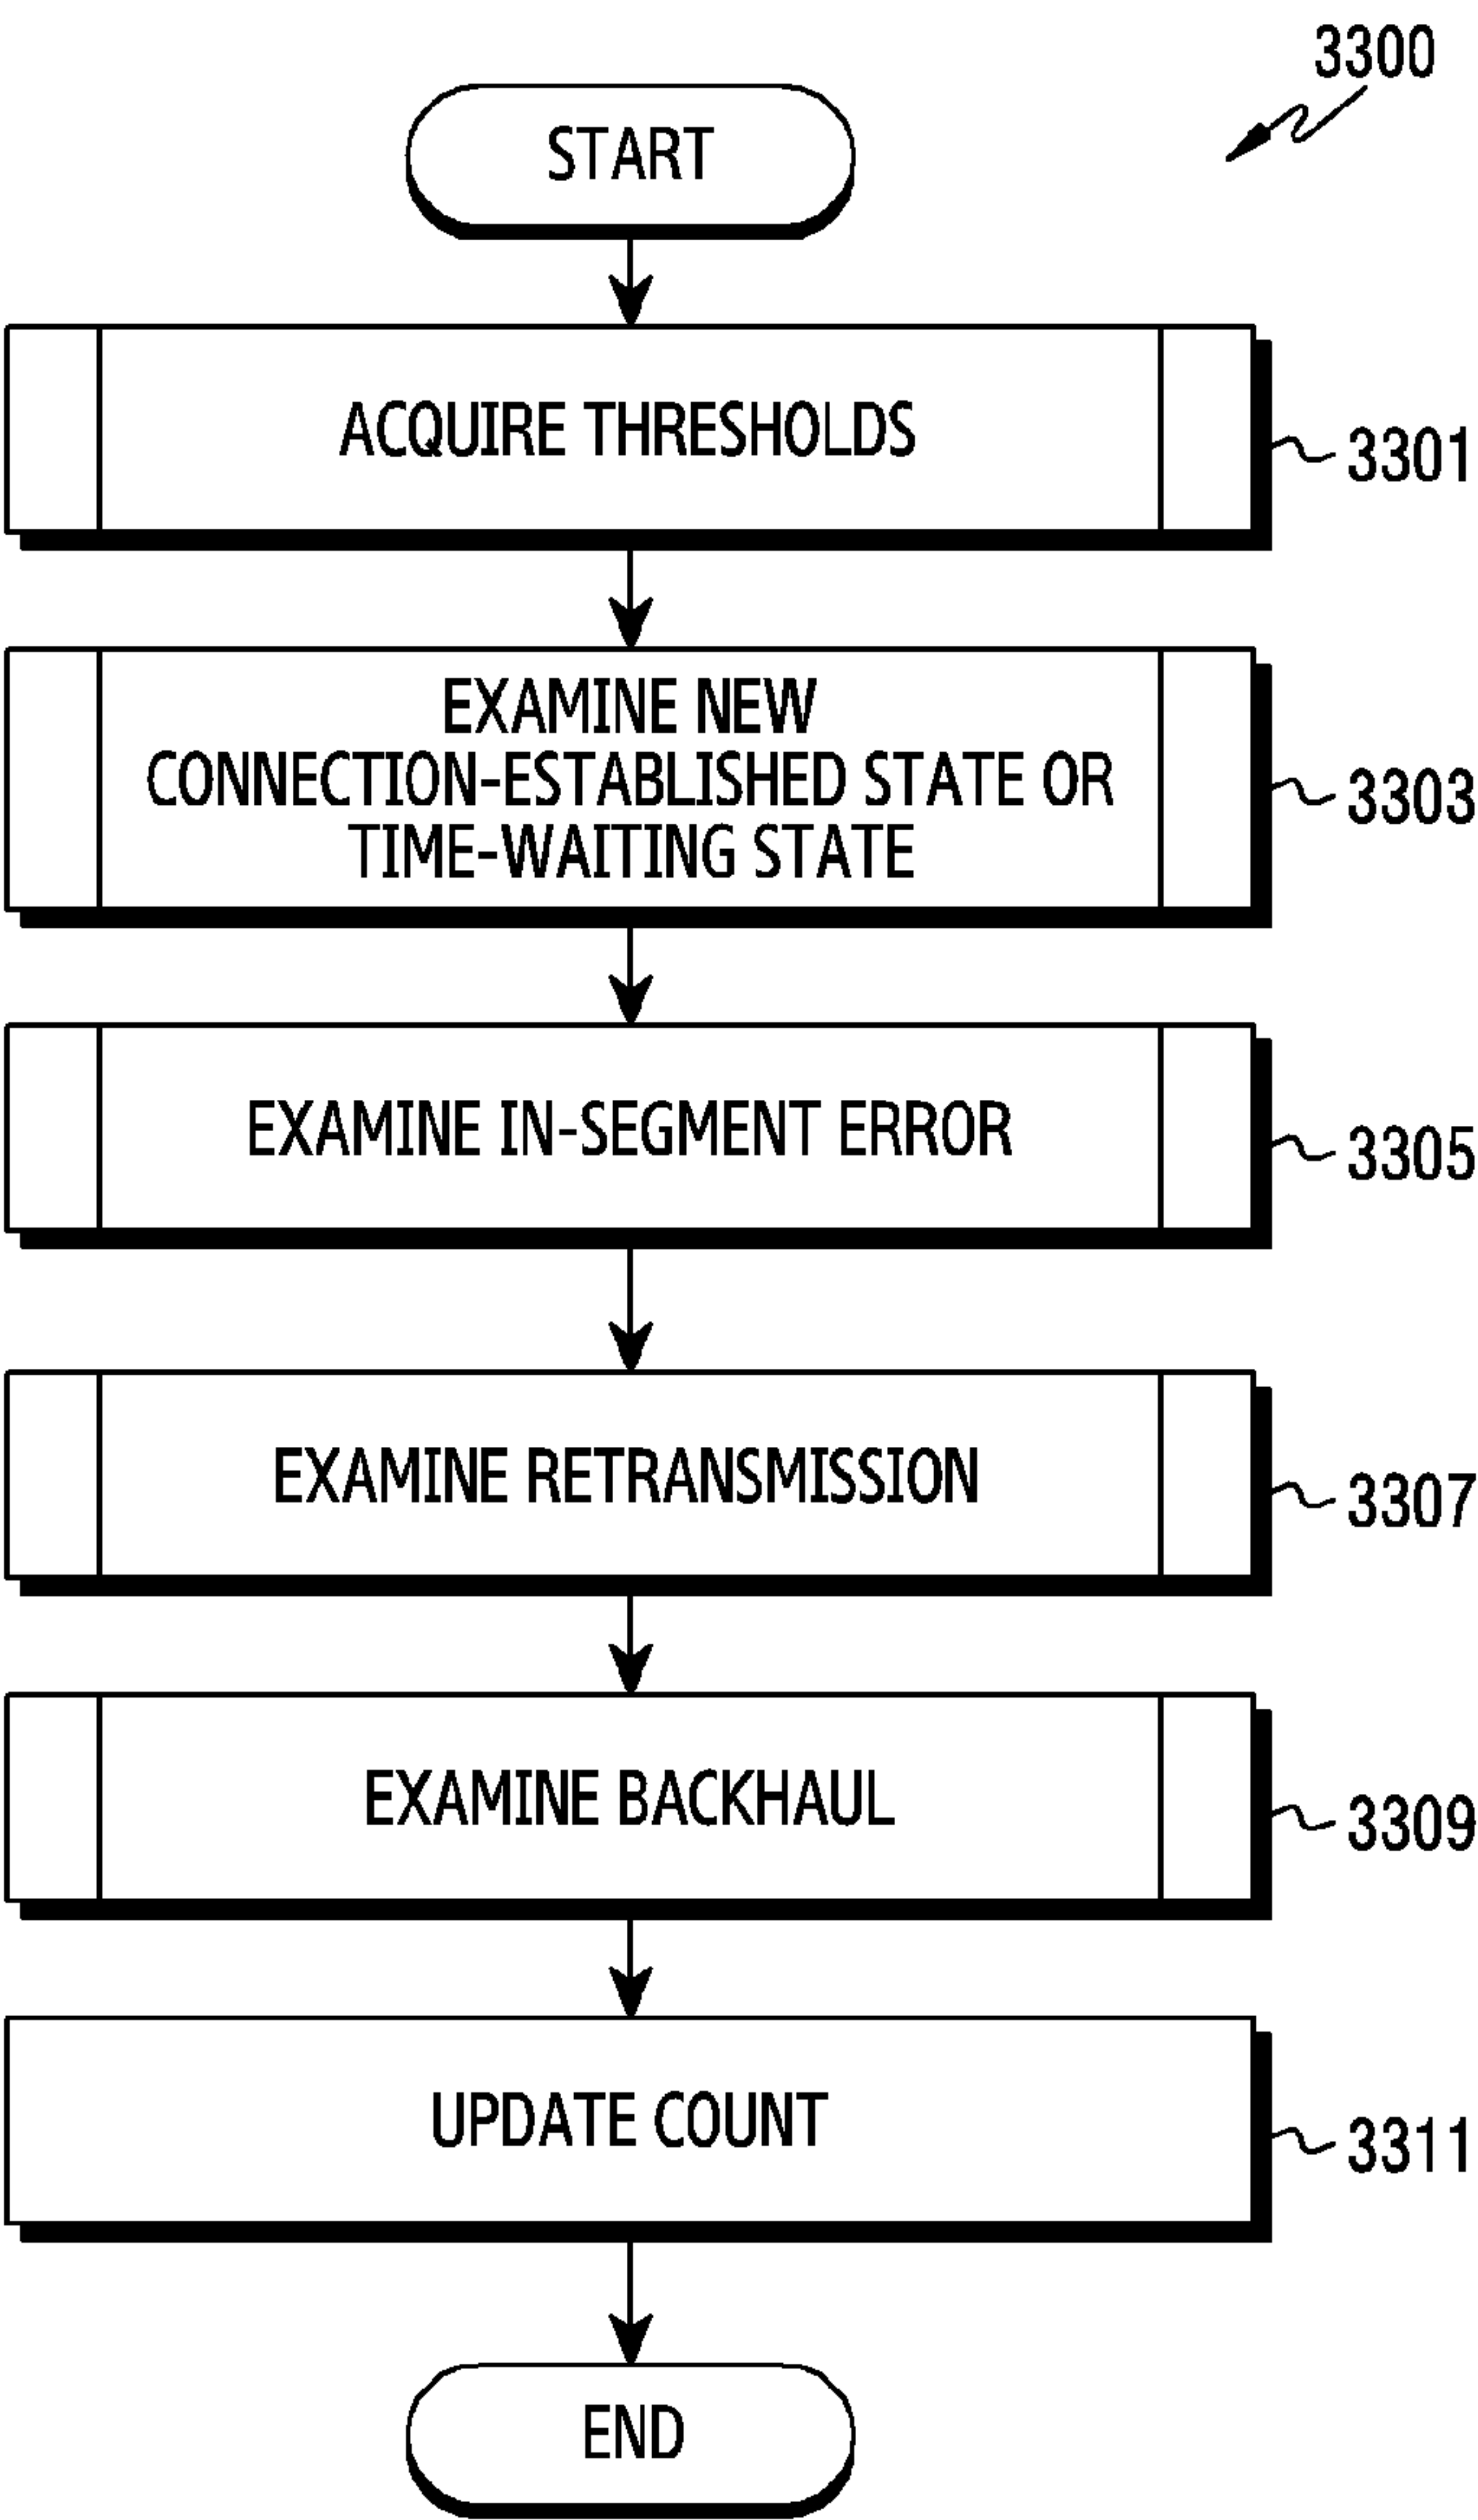 3300
START
ACQUIRE THRESHOLDS
3301
EXAMINE NEW
CONNECTION-ESTABLISHED STATE OR
TIME-WAITING STATE
3303
EXAMINE IN-SEGMENT ERROR
3305
EXAMINE RETRANSMISSION
3307
EXAMINE BACKHAUL
3309
UPDATE COUNT
3311
END